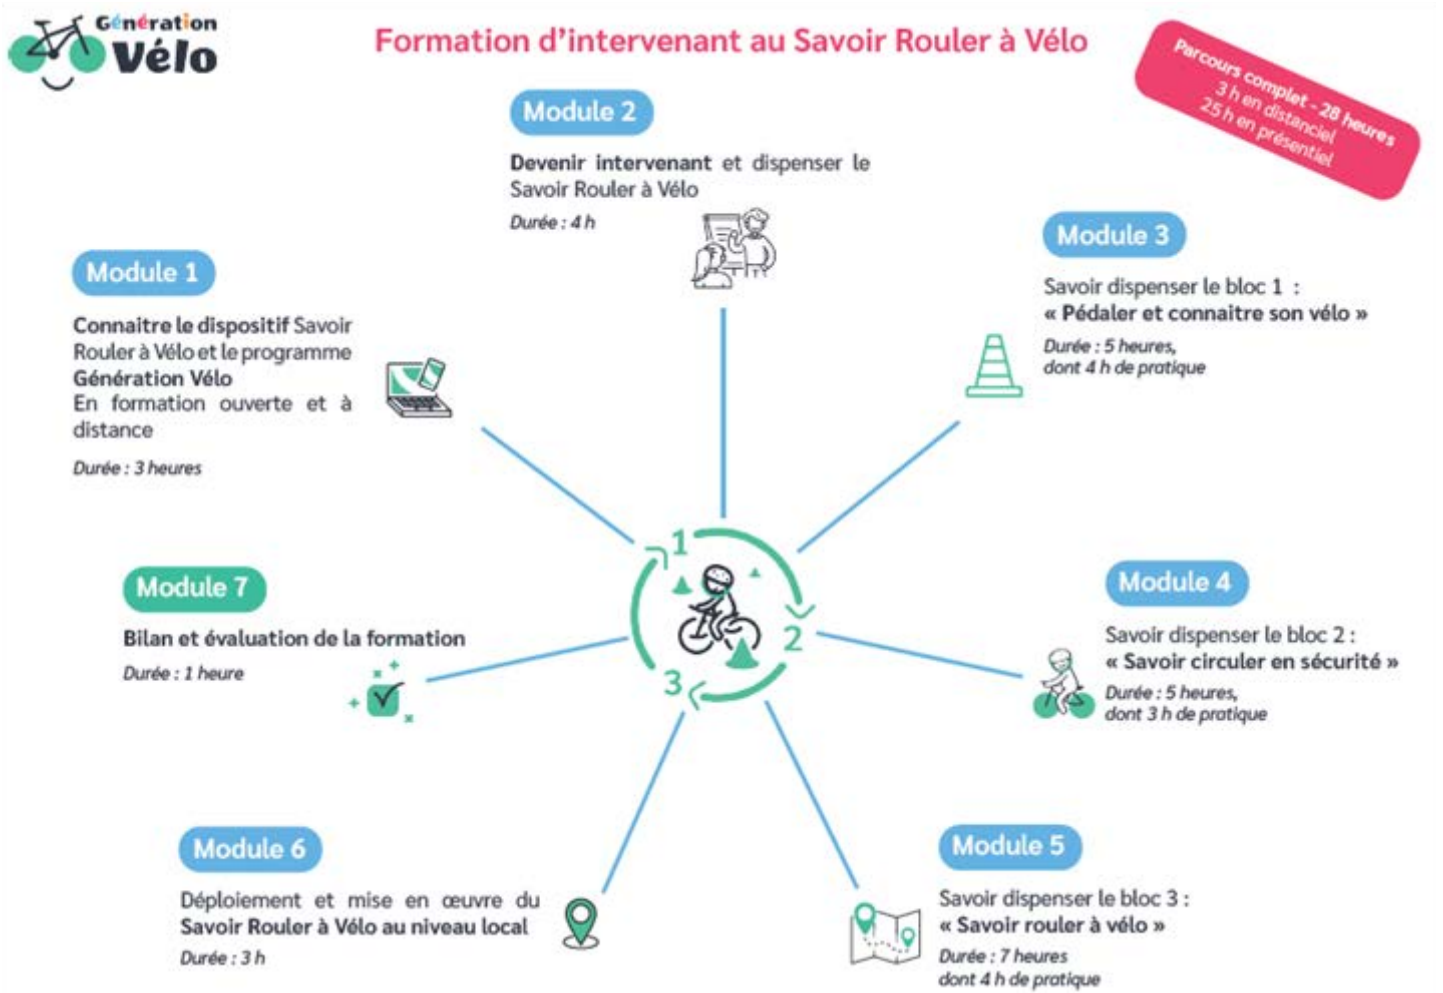 Génération
Vélo
Formation d'intervenant au Savoir Rouler à Vélo
Parcours complet - 28 heures
3 h en distanciel
25 h en présentiel
Module 1
Connaitre le dispositif Savoir
Rouler à Vélo et le programme
Génération Vélo
En formation ouverte et à
distance
Durée : 3 heures
Module 2
Devenir intervenant et dispenser le
Savoir Rouler à Vélo
Durée : 4 h
Module 3
Savoir dispenser le bloc 1 :
« Pédaler et connaitre son vélo »
Durée : 5 heures,
dont 4 h de pratique
Module 4
Savoir dispenser le bloc 2 :
« Savoir circuler en sécurité »
Durée : 5 heures,
dont 3 h de pratique
Module 5
Savoir dispenser le bloc 3 :
« Savoir rouler à vélo »
Durée : 7 heures
dont 4 h de pratique
Module 6
Déploiement et mise en œuvre du
Savoir Rouler à Vélo au niveau local
Durée : 3 h
Module 7
Bilan et évaluation de la formation
Durée : 1 heure
1
2
3